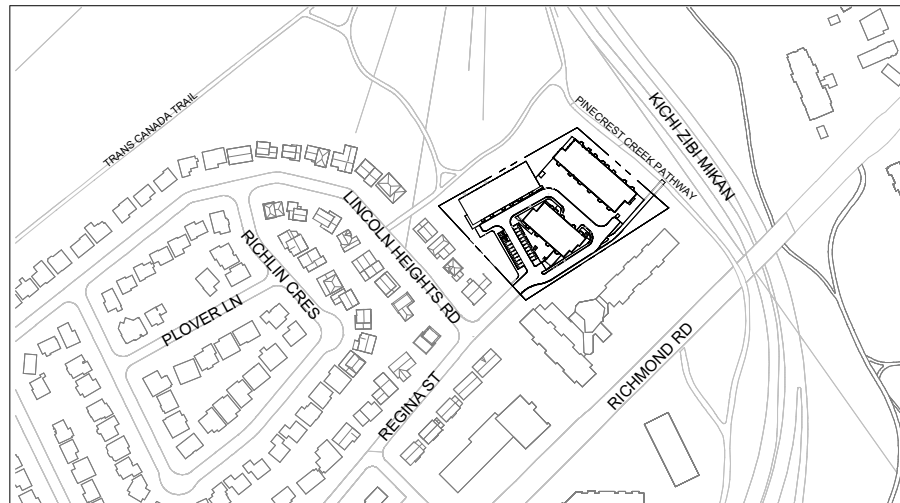 TRANS CANADA TRAIL
PINECREST CREEK PATHWAY
KICHI ZIBI MIKAN
LINCOLN HEIGHTS RD
RICHLIN CRES
PLOVER LN
REGINA ST
RICHMOND RD